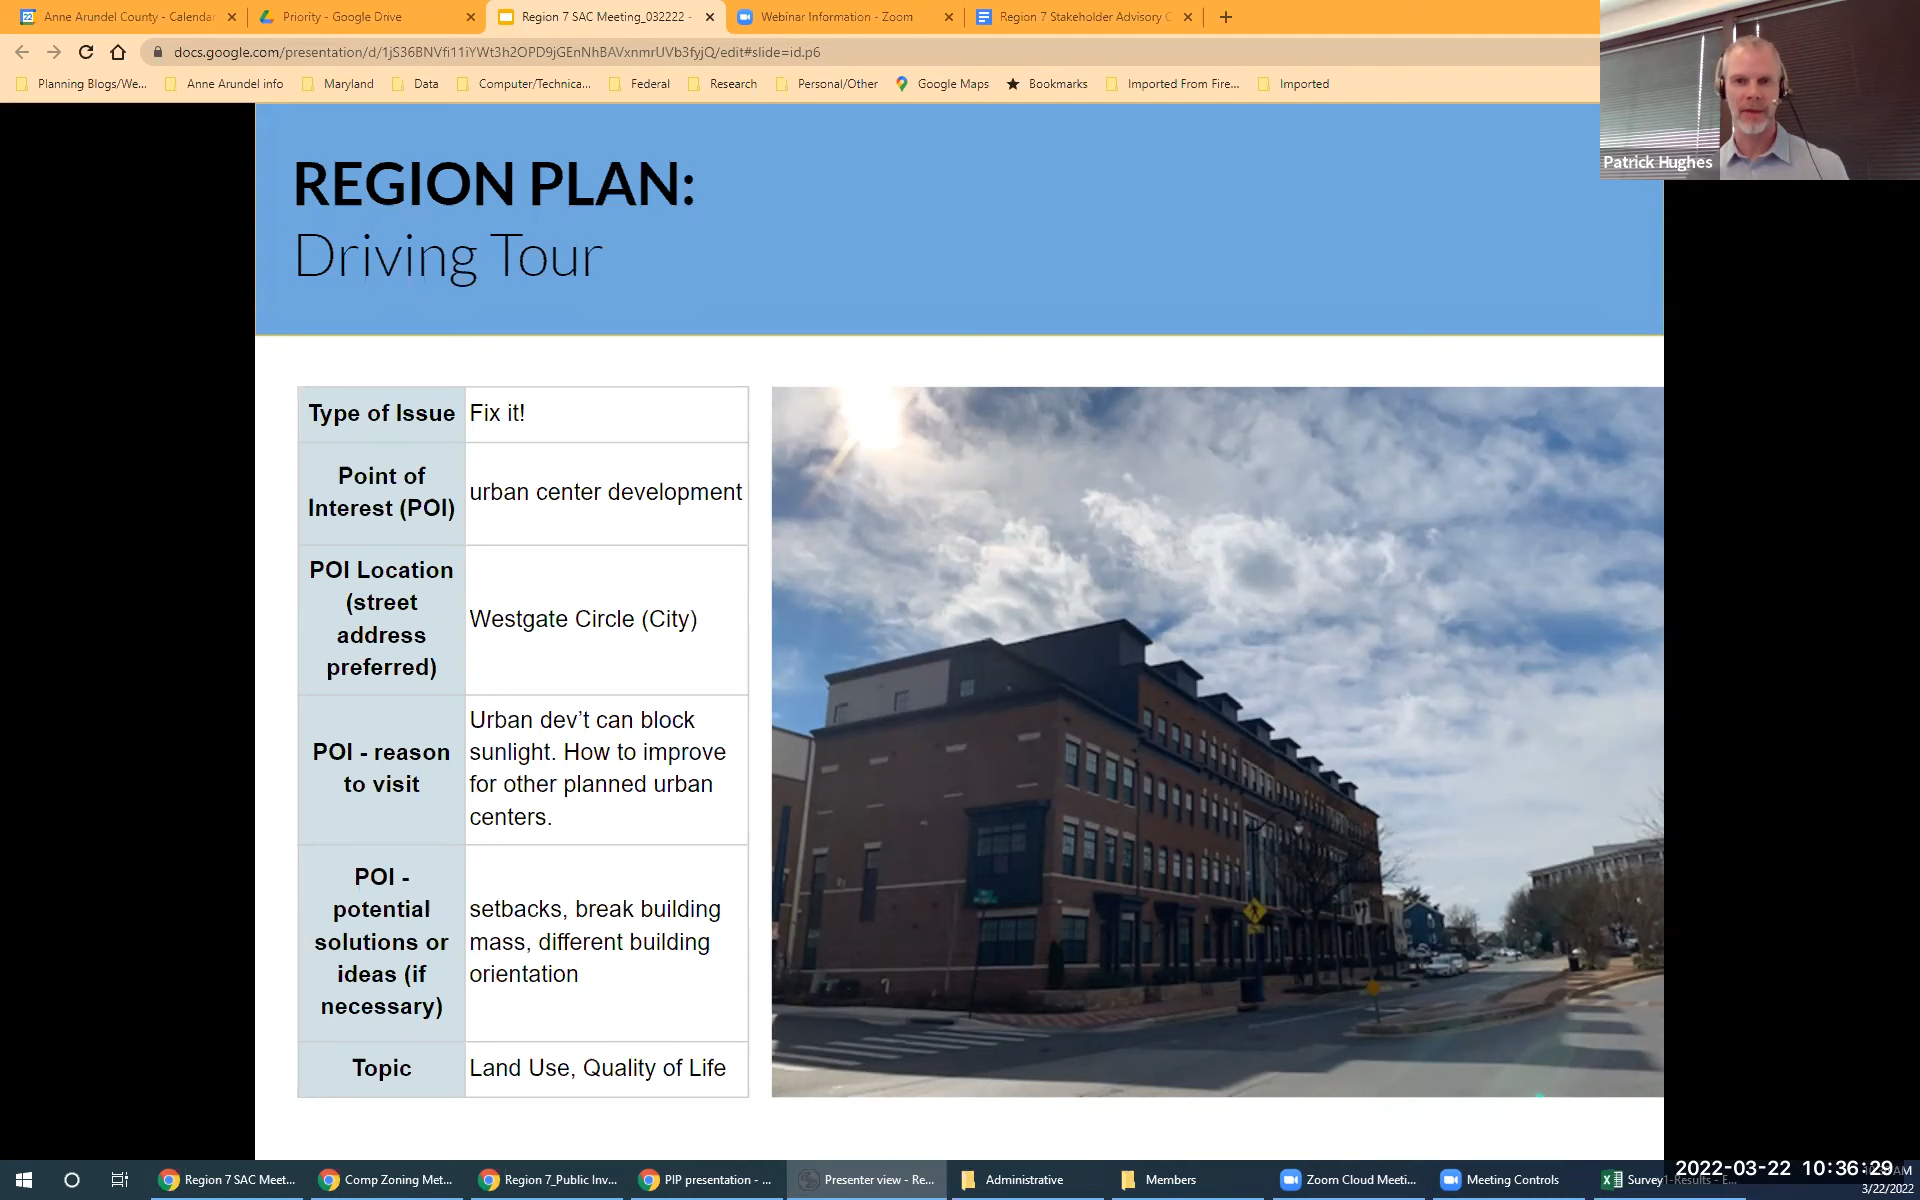 Anne Arundel County - Calenda
Priority - Google Drive
Region 7 SAC Meeting_032222 -
Webinar Information - Zoom
Region 7 Stakeholder Advisory C
docs.google.com/presentation/d/1jS36BNVfi11iYWt3h2OPD9jGEnNhBAVxnmrUVb3fyjQ/edit#slide=id.p6
Planning Blogs/We...
Anne Arundel info
Maryland
Data
Computer/Technica...
Federal
Research
Personal/Other
Google Maps
Bookmarks
Imported From Fire...
Imported
Patrick Hughes
REGION PLAN:
Driving Tour
Type of Issue
Fix it!
Point of
Interest (POI)
urban center development
POI Location
(street
address
preferred)
Westgate Circle (City)
POI - reason
to visit
Urban dev’t can block
sunlight. How to improve
for other planned urban
centers.
POI -
potential
solutions or
ideas (if
necessary)
setbacks, break building
mass, different building
orientation
Topic
Land Use, Quality of Life
Region 7 SAC Meet...
Comp Zoning Met...
Region 7_Public Inv...
PIP presentation - ...
Presenter view - Re...
Administrative
Members
Zoom Cloud Meeti...
Meeting Controls
Survey1-Results - E...
2022-03-22 10:36:29
3/22/2022